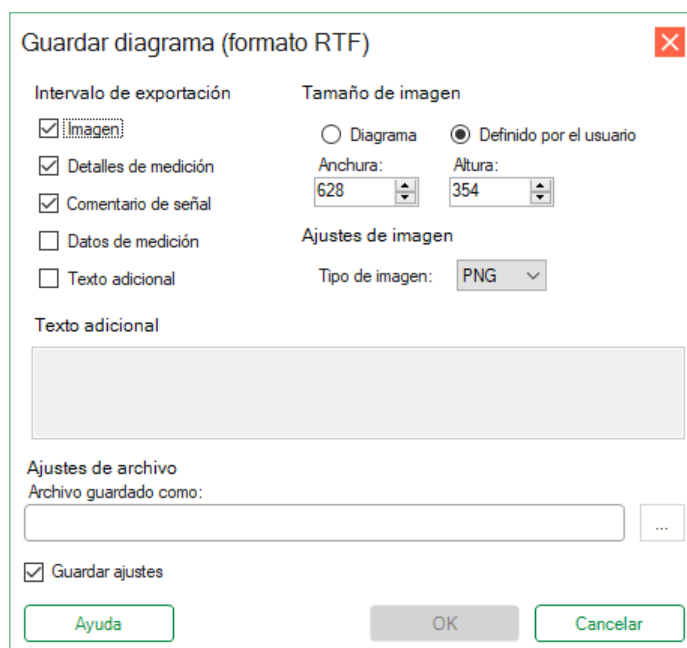 Guardar diagrama (formato RTF)
Intervalo de exportación
Imagen
Detalles de medición
Comentario de señal
Datos de medición
Texto adicional
Tamaño de imagen
Diagrama
Definido por el usuario
Anchura:
Altura:
628
354
Ajustes de imagen
Tipo de imagen:
PNG
Texto adicional
Ajustes de archivo
Archivo guardado como:
...
Guardar ajustes
Ayuda
OK
Cancelar